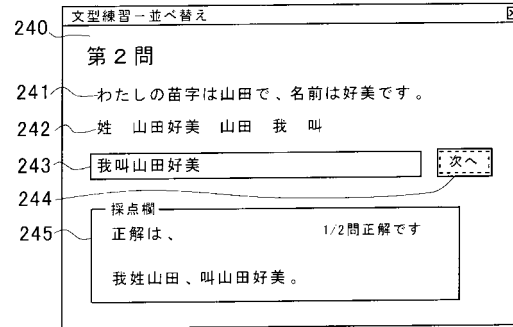 文型練習－並べ替え
240
第２問
241 わたしの苗字は山田で、名前は好美です。
242 姓　山田好美　山田　我　叫
243 我叫山田好美 次へ
244
採点欄
245 正解は、 1/2問正解です
我姓山田、叫山田好美。